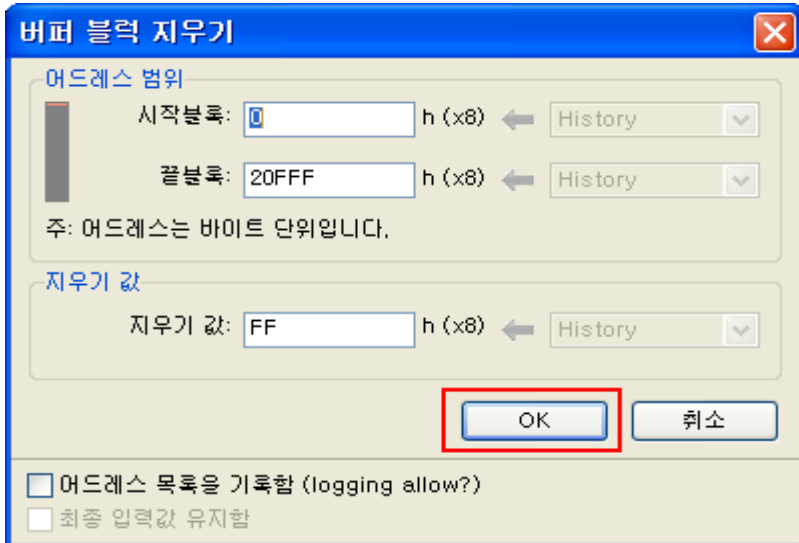 버퍼 블럭 지우기
어드레스 범위
시작블록: 0 h (x8) History
끝블록: 20FFF h (x8) History
주: 어드레스는 바이트 단위입니다.
지우기 값
지우기 값: FF h (x8) History
OK 취소
어드레스 목록을 기록함 (logging allow?)
최종 입력값 유지함